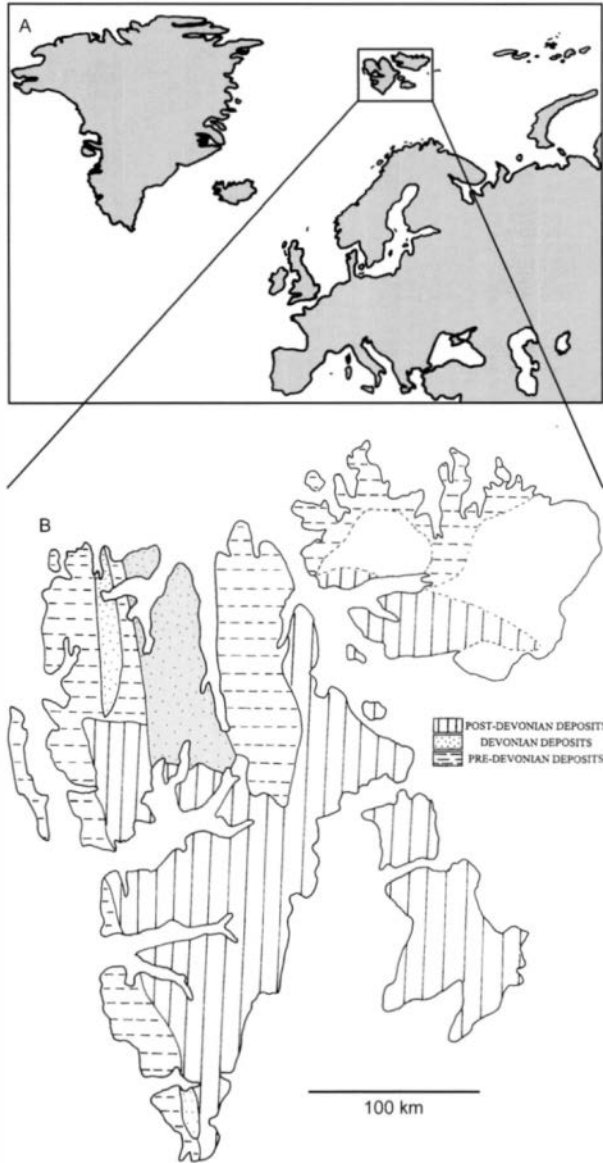 A
B
POST-DEVONIAN DEPOSITS
DEVONIAN DEPOSITS
PRE-DEVONIAN DEPOSITS
100 km